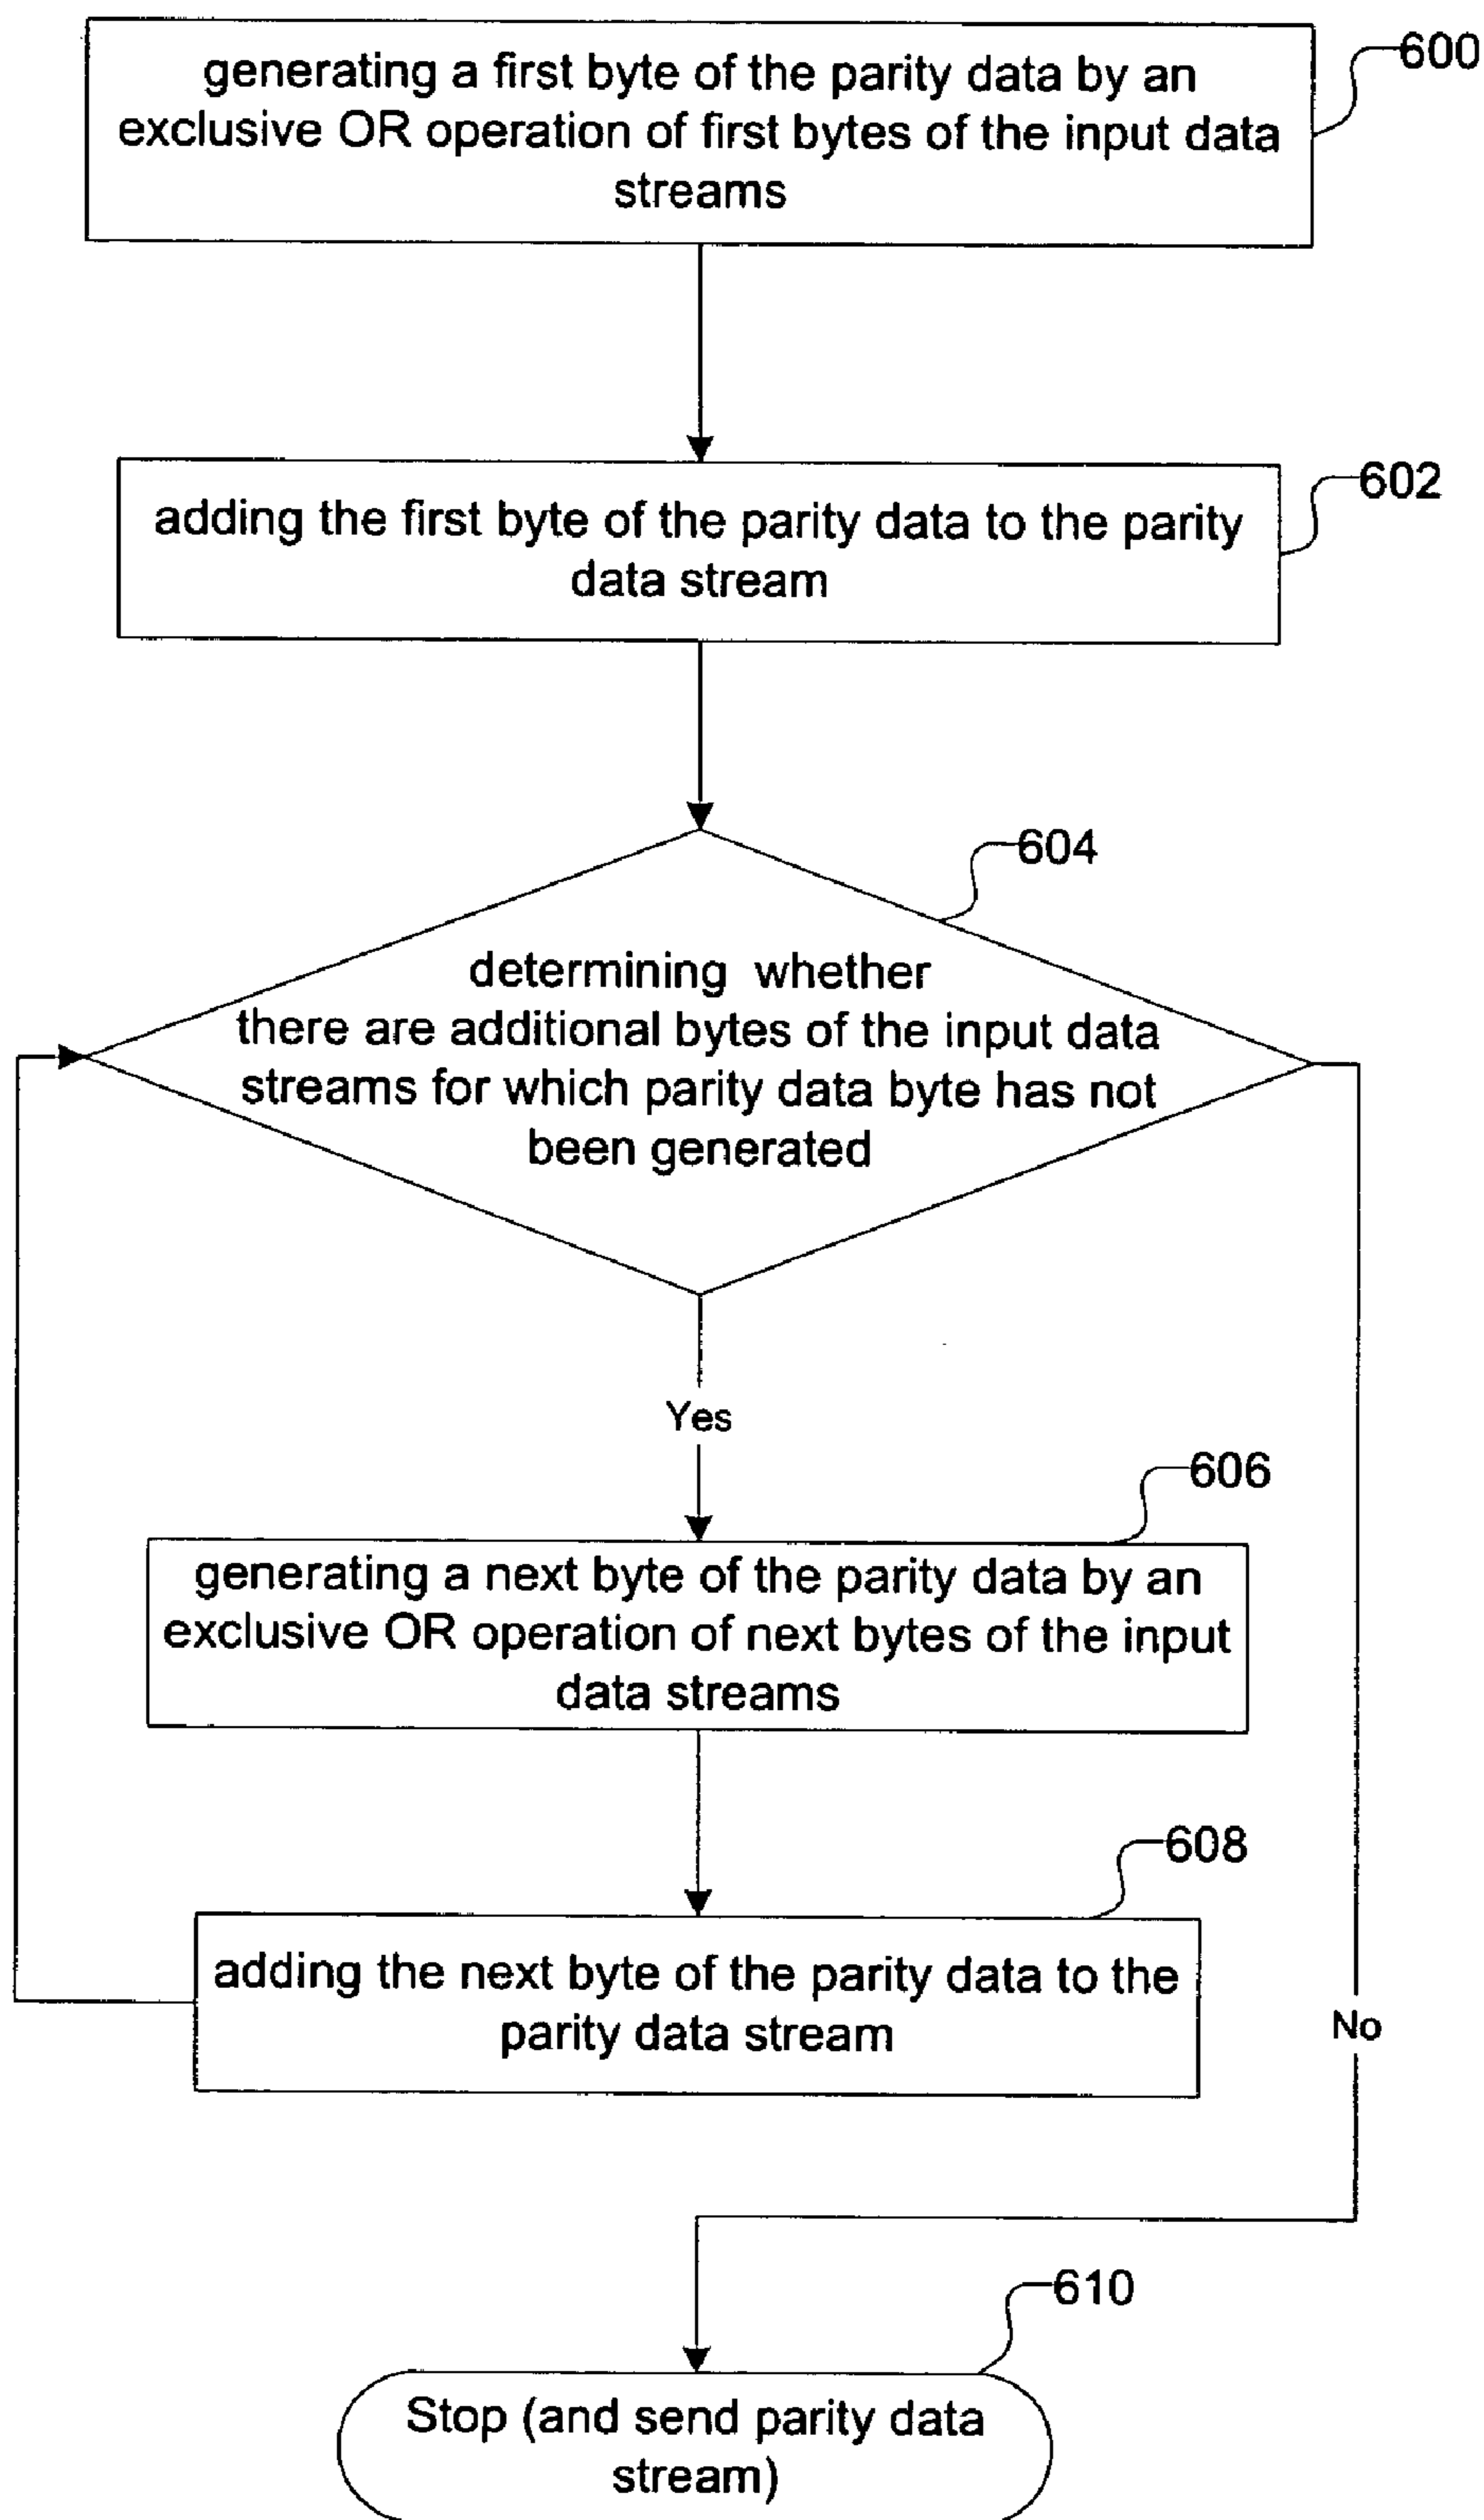 generating a first byte of the parity data by an
exclusive OR operation of first bytes of the input data
streams
600
adding the first byte of the parity data to the parity
data stream
602
604
determining whether
there are additional bytes of the input data
streams for which parity data byte has not
been generated
Yes
606
generating a next byte of the parity data by an
exclusive OR operation of next bytes of the input
data streams
608
adding the next byte of the parity data to the
parity data stream
No
610
Stop (and send parity data
stream)